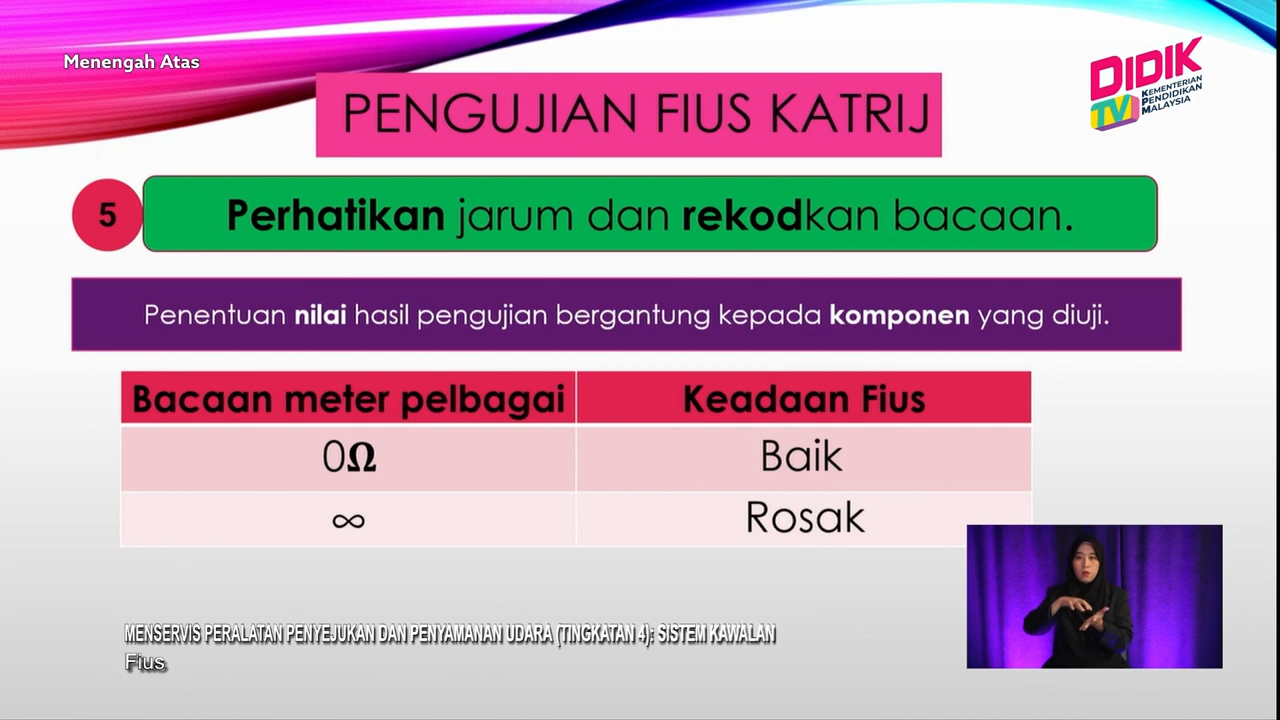 Menengah Atas
DIDIK
TV
KEMENTERIAN
PENDIDIKAN
MALAYSIA
PENGUJIAN FIUS KATRIJ
5
Perhatikan jarum dan rekodkan bacaan.
Penentuan nilai hasil pengujian bergantung kepada komponen yang diuji.
Bacaan meter pelbagai Keadaan Fius
0Ω Baik
∞ Rosak
MENSERVIS PERALATAN PENYEJUKAN DAN PENYAMANAN UDARA (TINGKATAN 4): SISTEM KAWALAN
Fius